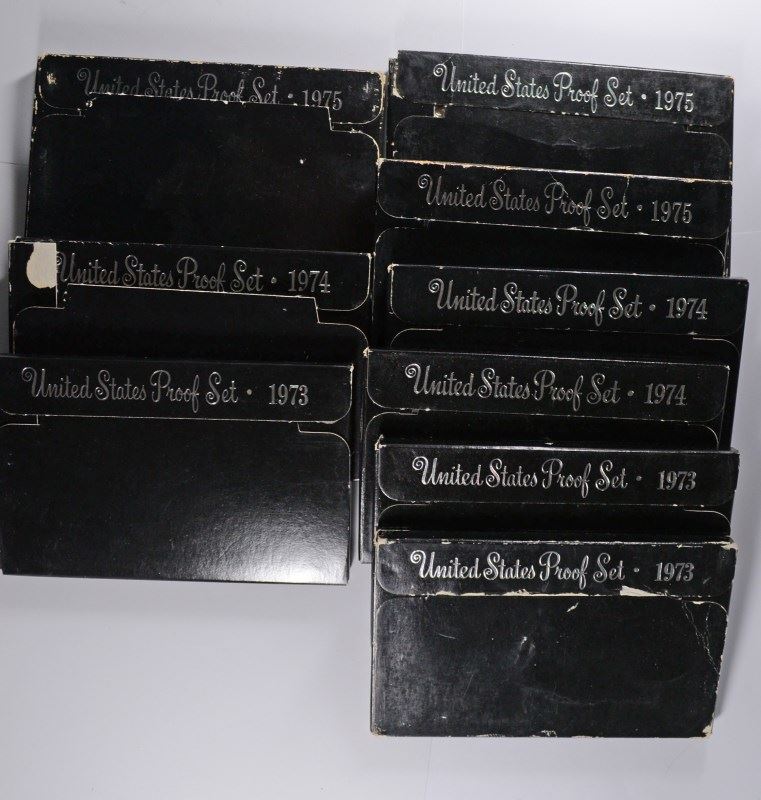 United States Proof Set · 1975
United States Proof Set · 1974
United States Proof Set · 1973
United States Proof Set · 1975
United States Proof Set · 1975
United States Proof Set · 1974
United States Proof Set · 1974
United States Proof Set · 1973
United States Proof Set · 1973